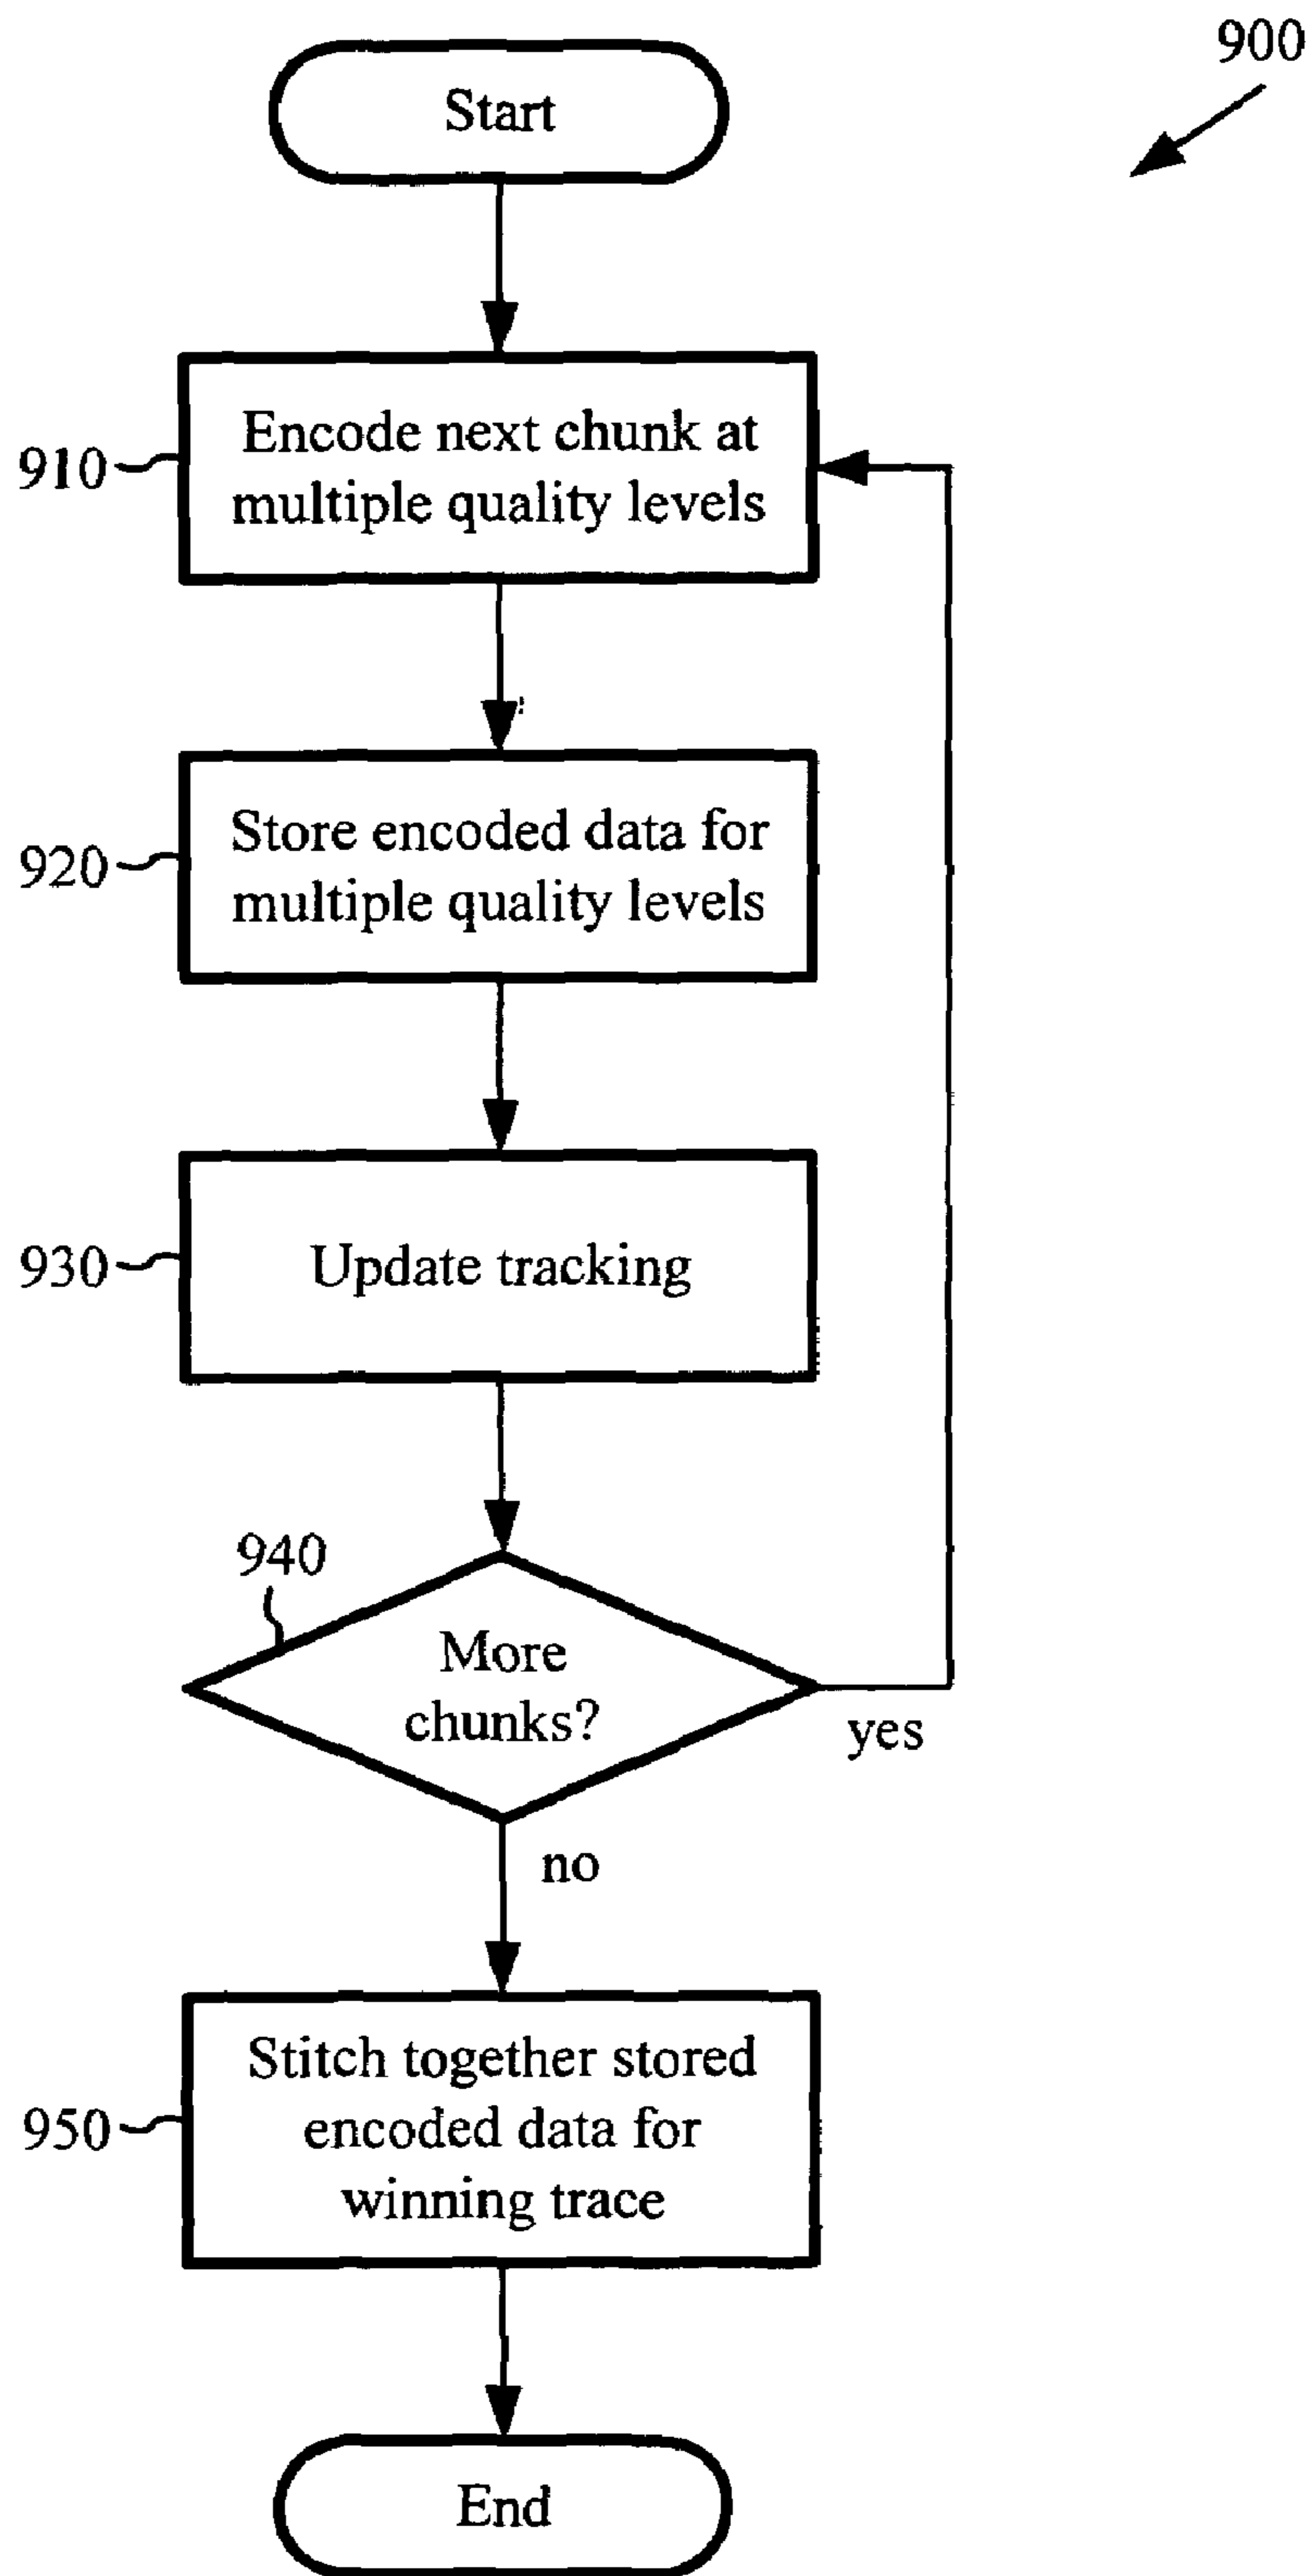 900
Start
910
Encode next chunk at
multiple quality levels
920
Store encoded data for
multiple quality levels
930
Update tracking
940
More
chunks?
yes
no
950
Stitch together stored
encoded data for
winning trace
End